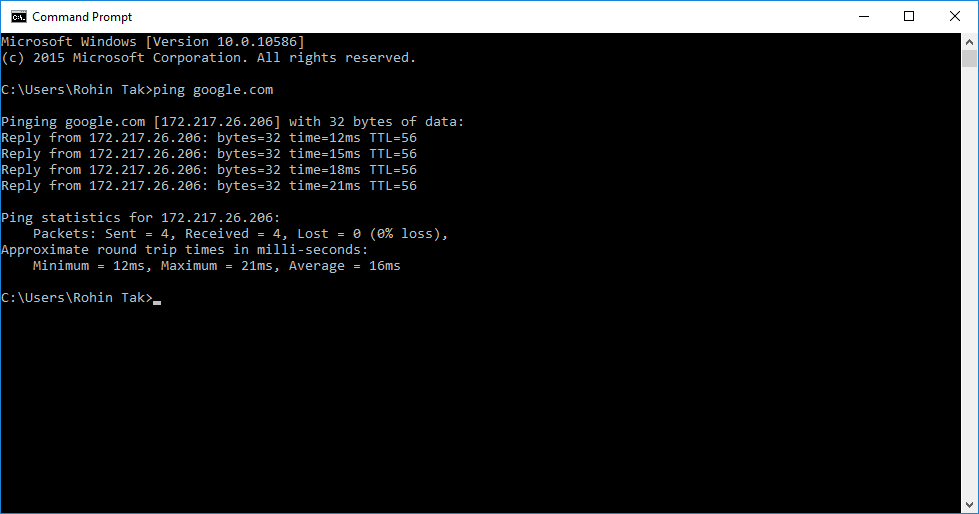 Command Prompt
Microsoft Windows [Version 10.0.10586]
(c) 2015 Microsoft Corporation. All rights reserved.
C:\Users\Rohin Tak>ping google.com
Pinging google.com [172.217.26.206] with 32 bytes of data:
Reply from 172.217.26.206: bytes=32 time=12ms TTL=56
Reply from 172.217.26.206: bytes=32 time=15ms TTL=56
Reply from 172.217.26.206: bytes=32 time=18ms TTL=56
Reply from 172.217.26.206: bytes=32 time=21ms TTL=56
Ping statistics for 172.217.26.206:
    Packets: Sent = 4, Received = 4, Lost = 0 (0% loss),
Approximate round trip times in milli-seconds:
    Minimum = 12ms, Maximum = 21ms, Average = 16ms
C:\Users\Rohin Tak>